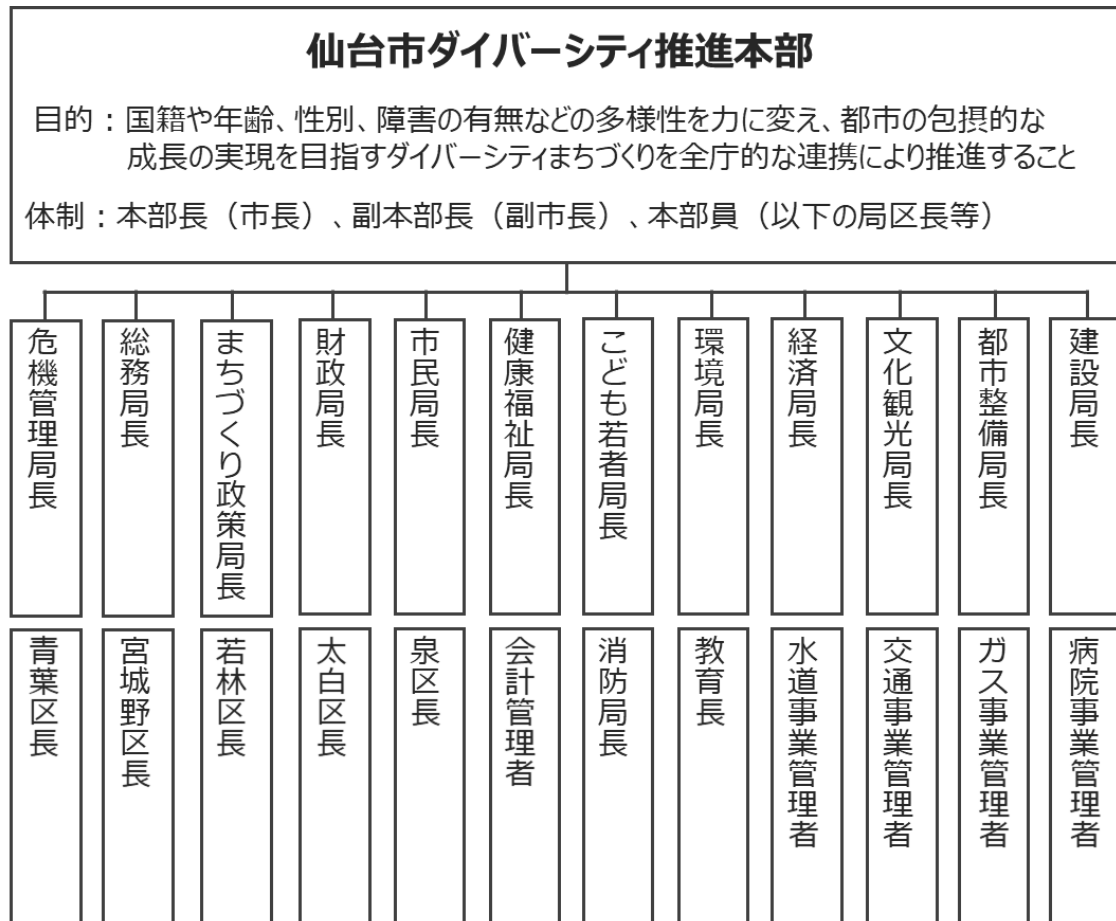 仙台市ダイバーシティ推進本部
目的：国籍や年齢、性別、障害の有無などの多様性を力に変え、都市の包摂的な
成長の実現を目指すダイバーシティまちづくりを全庁的な連携により推進すること
体制：本部長（市長）、副本部長（副市長）、本部員（以下の局区長等）
危機管理局長
総務局長
まちづくり政策局長
財政局長
市民局長
健康福祉局長
こども若者局長
環境局長
経済局長
文化観光局長
都市整備局長
建設局長
青葉区長
宮城野区長
若林区長
太白区長
泉区長
会計管理者
消防局長
教育長
水道事業管理者
交通事業管理者
ガス事業管理者
病院事業管理者